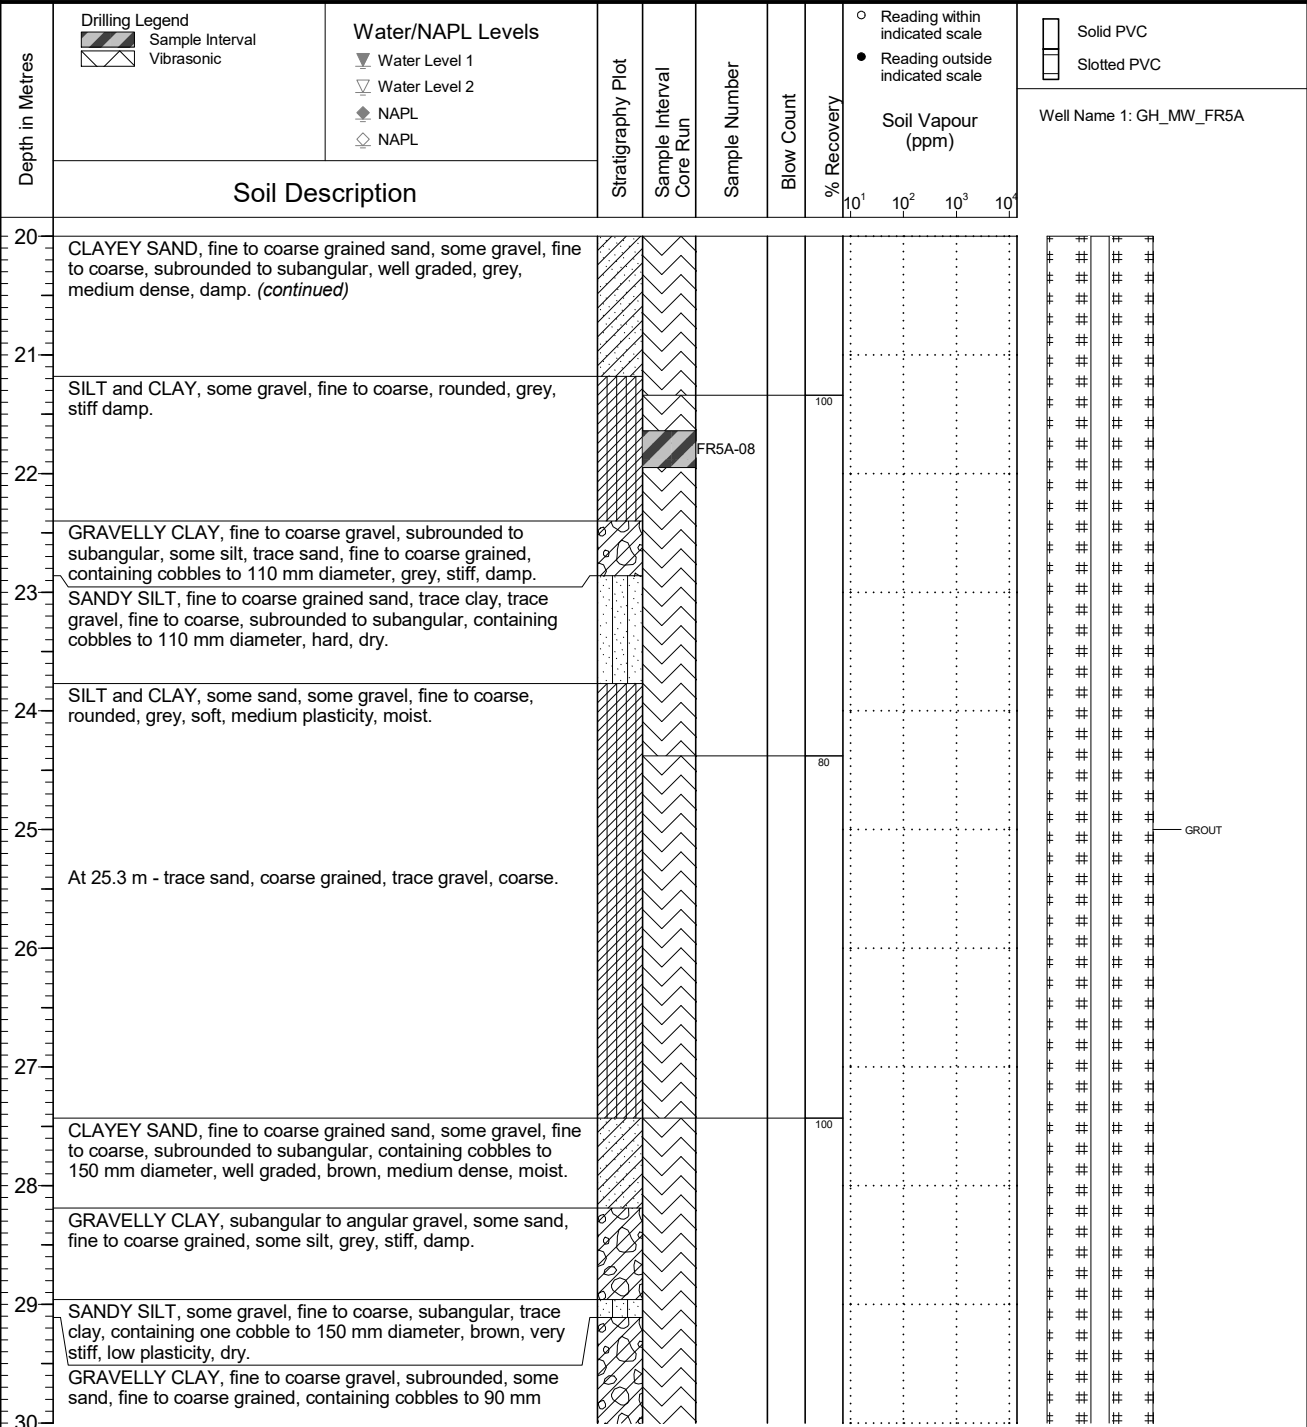 Depth in Metres
Drilling Legend
Sample Interval
Vibrasonic
Water/NAPL Levels
Water Level 1
Water Level 2
NAPL
NAPL
Soil Description
Stratigraphy Plot
Sample Interval
Core Run
Sample Number
Blow Count
% Recovery
Reading within
indicated scale
Reading outside
indicated scale
Soil Vapour
(ppm)
10¹ 10² 10³ 10⁴
Solid PVC
Slotted PVC
Well Name 1: GH_MW_FR5A
20
CLAYEY SAND, fine to coarse grained sand, some gravel, fine
to coarse, subrounded to subangular, well graded, grey,
medium dense, damp. (continued)
21
SILT and CLAY, some gravel, fine to coarse, rounded, grey,
stiff damp.
100
FR5A-08
22
GRAVELLY CLAY, fine to coarse gravel, subrounded to
subangular, some silt, trace sand, fine to coarse grained,
containing cobbles to 110 mm diameter, grey, stiff, damp.
23
SANDY SILT, fine to coarse grained sand, trace clay, trace
gravel, fine to coarse, subrounded to subangular, containing
cobbles to 110 mm diameter, hard, dry.
SILT and CLAY, some sand, some gravel, fine to coarse,
rounded, grey, soft, medium plasticity, moist.
24
80
25
GROUT
At 25.3 m - trace sand, coarse grained, trace gravel, coarse.
26
27
100
CLAYEY SAND, fine to coarse grained sand, some gravel, fine
to coarse, subrounded to subangular, containing cobbles to
150 mm diameter, well graded, brown, medium dense, moist.
28
GRAVELLY CLAY, subangular to angular gravel, some sand,
fine to coarse grained, some silt, grey, stiff, damp.
29
SANDY SILT, some gravel, fine to coarse, subangular, trace
clay, containing one cobble to 150 mm diameter, brown, very
stiff, low plasticity, dry.
GRAVELLY CLAY, fine to coarse gravel, subrounded, some
sand, fine to coarse grained, containing cobbles to 90 mm
30